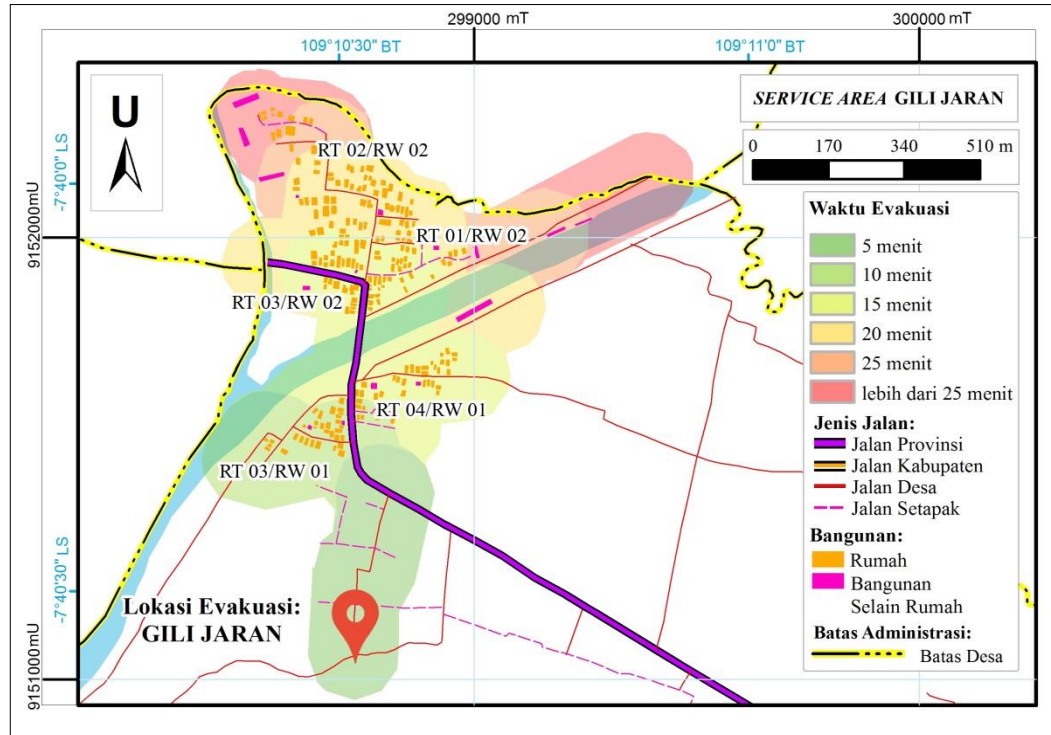 299000 mT
300000 mT
109°10'30" BT
109°11'0" BT
U
SERVICE AREA GILI JARAN
0 170 340 510 m
-7°40'0" LS
9152000mU
RT 02/RW 02
RT 01/RW 02
RT 03/RW 02
RT 04/RW 01
RT 03/RW 01
-7°40'30" LS
9151000mU
Lokasi Evakuasi:
GILI JARAN
Waktu Evakuasi
5 menit
10 menit
15 menit
20 menit
25 menit
lebih dari 25 menit
Jenis Jalan:
Jalan Provinsi
Jalan Kabupaten
Jalan Desa
Jalan Setapak
Bangunan:
Rumah
Bangunan
Selain Rumah
Batas Administrasi:
Batas Desa